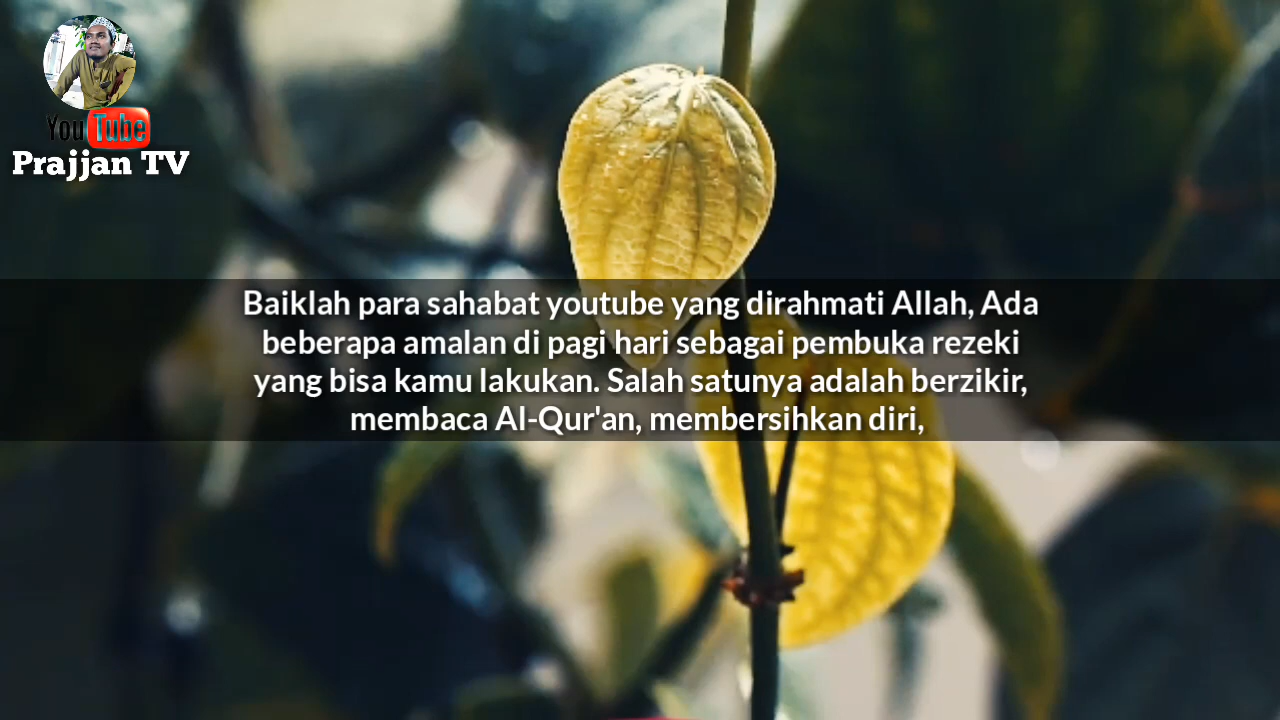 YouTube
Prajjan TV
Baiklah para sahabat youtube yang dirahmati Allah, Ada
beberapa amalan di pagi hari sebagai pembuka rezeki
yang bisa kamu lakukan. Salah satunya adalah berzikir,
membaca Al-Qur'an, membersihkan diri,